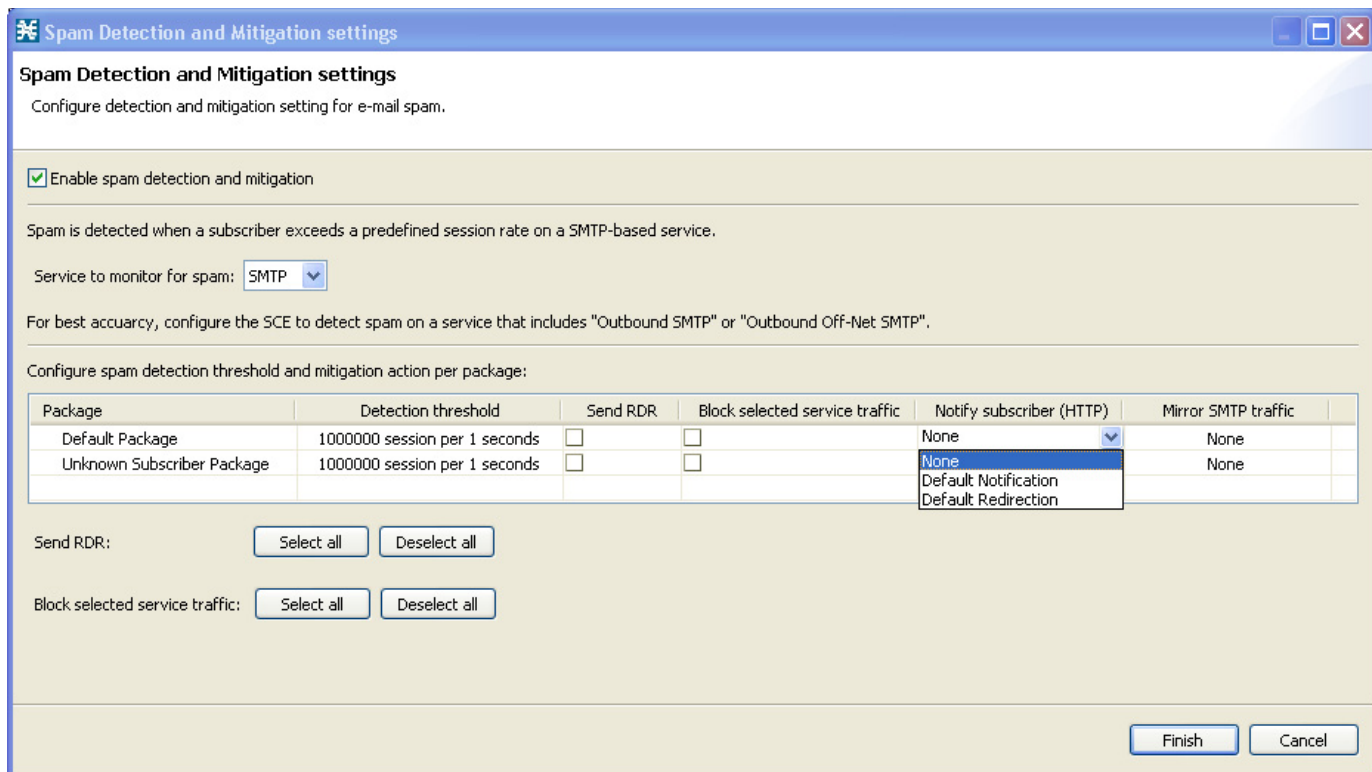 Spam Detection and Mitigation settings
Spam Detection and Mitigation settings
Configure detection and mitigation setting for e-mail spam.
Enable spam detection and mitigation
Spam is detected when a subscriber exceeds a predefined session rate on a SMTP-based service.
Service to monitor for spam: SMTP
For best accuarcy, configure the SCE to detect spam on a service that includes "Outbound SMTP" or "Outbound Off-Net SMTP".
Configure spam detection threshold and mitigation action per package:
Package Detection threshold Send RDR Block selected service traffic Notify subscriber (HTTP) Mirror SMTP traffic
Default Package 1000000 session per 1 seconds None None
Unknown Subscriber Package 1000000 session per 1 seconds None None
Default Notification
Default Redirection
Send RDR: Select all Deselect all
Block selected service traffic: Select all Deselect all
Finish Cancel